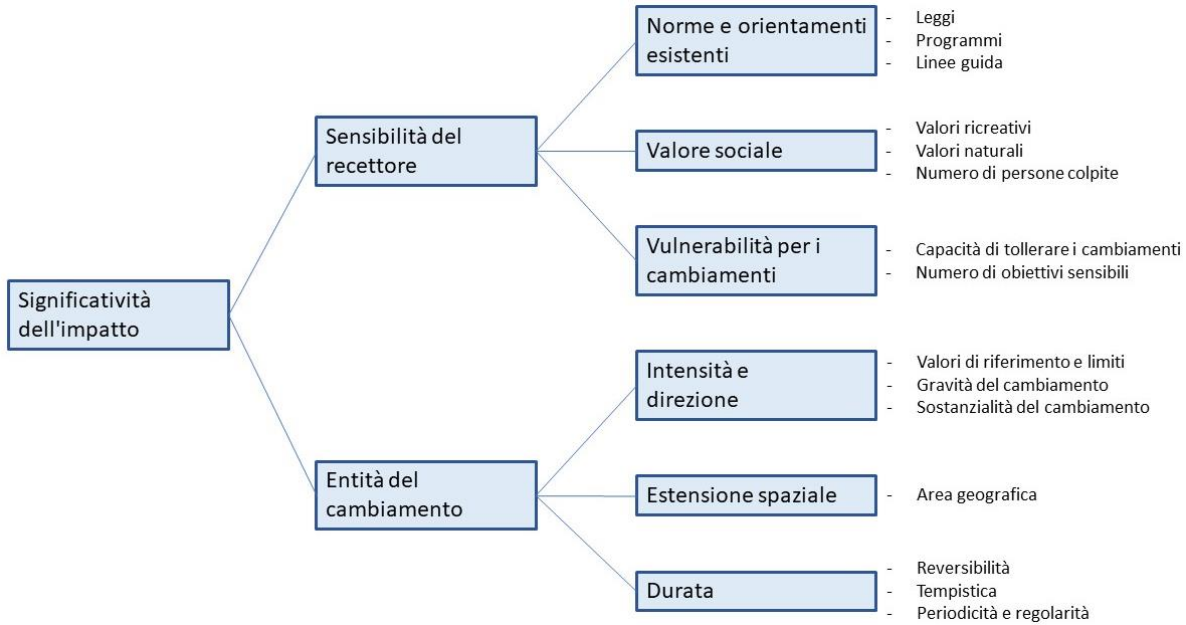 Significatività
dell'impatto
Sensibilità del
recettore
Norme e orientamenti
esistenti
- Leggi
- Programmi
- Linee guida
Valore sociale
- Valori ricreativi
- Valori naturali
- Numero di persone colpite
Vulnerabilità per i
cambiamenti
- Capacità di tollerare i cambiamenti
- Numero di obiettivi sensibili
Entità del
cambiamento
Intensità e
direzione
- Valori di riferimento e limiti
- Gravità del cambiamento
- Sostanzialità del cambiamento
Estensione spaziale
- Area geografica
Durata
- Reversibilità
- Tempistica
- Periodicità e regolarità